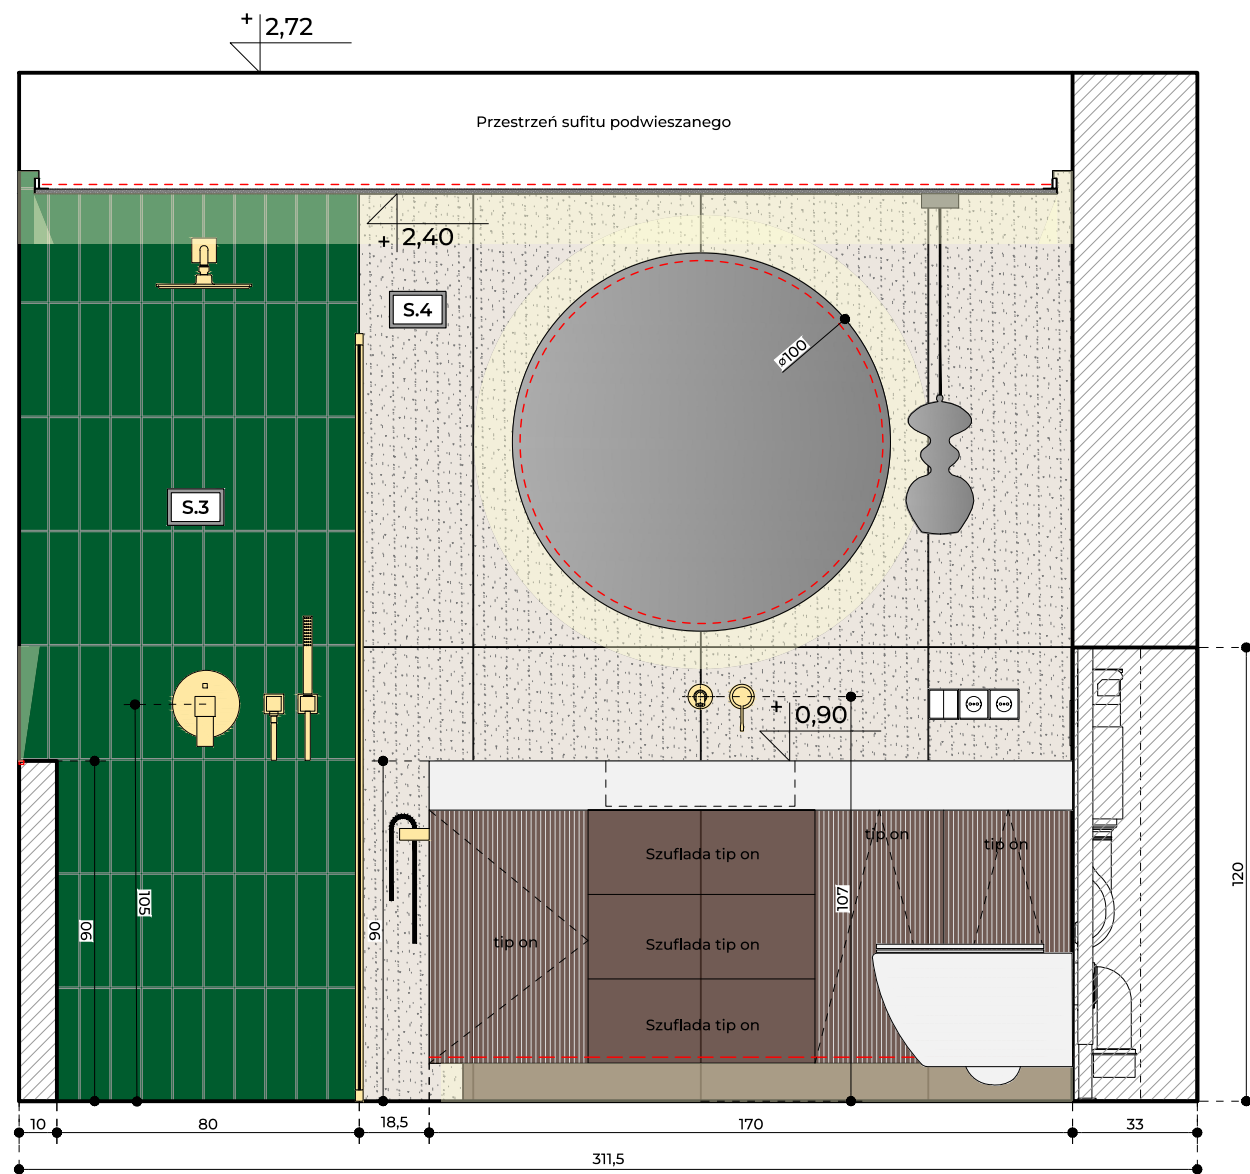 + 2,72
Przestrzeń sufitu podwieszanego
+ 2,40
S.4
ø100
S.3
+ 0,90
120
Szuflada tip on
tip on
tip on
105
107
90
90
tip on
Szuflada tip on
Szuflada tip on
10
80
18,5
170
33
311,5